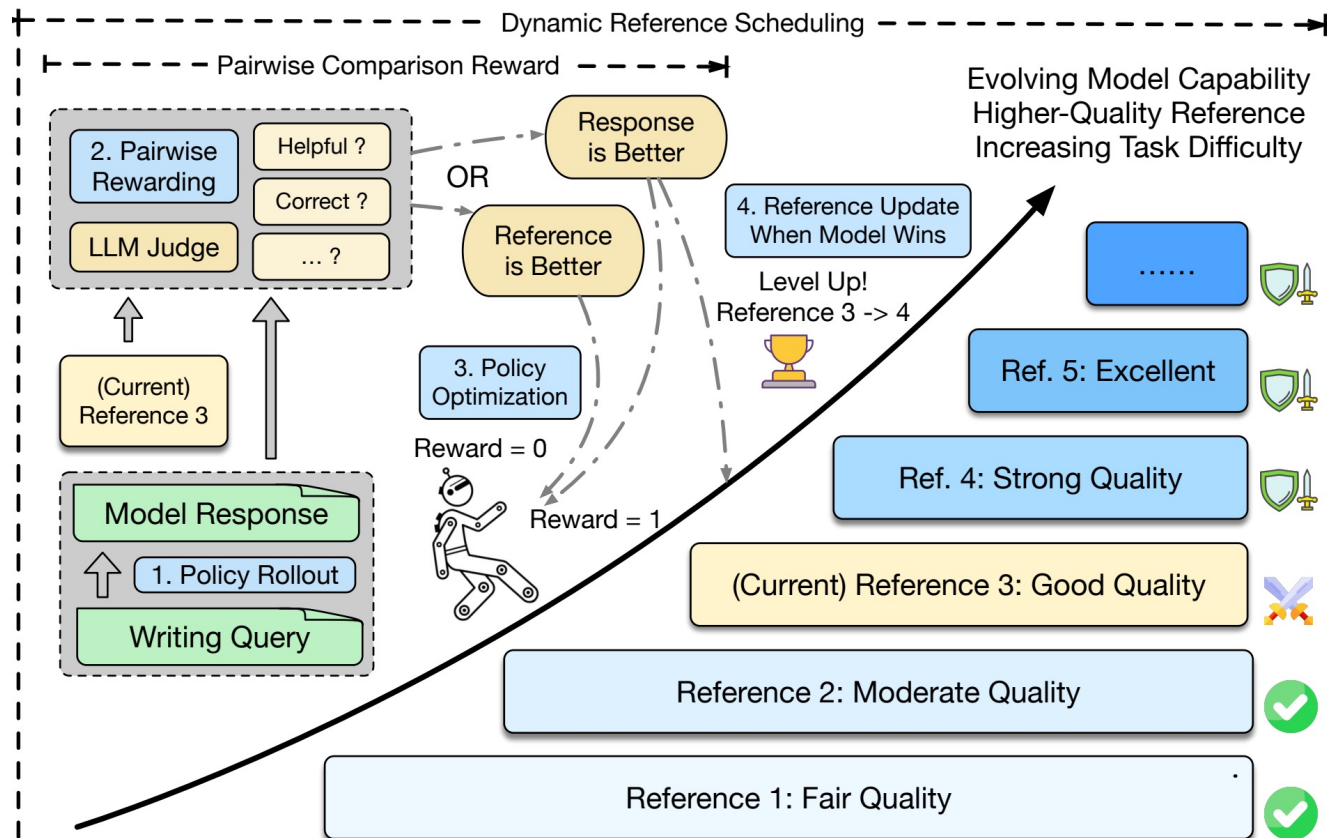 Dynamic Reference Scheduling
Pairwise Comparison Reward
Evolving Model Capability
Higher-Quality Reference
Increasing Task Difficulty
2. Pairwise
Rewarding
LLM Judge
Helpful ?
Correct ?
... ?
OR
Response
is Better
Reference
is Better
4. Reference Update
When Model Wins
Level Up!
Reference 3 -> 4
3. Policy
Optimization
Reward = 0
Reward = 1
(Current)
Reference 3
Model Response
1. Policy Rollout
Writing Query
......
Ref. 5: Excellent
Ref. 4: Strong Quality
(Current) Reference 3: Good Quality
Reference 2: Moderate Quality
Reference 1: Fair Quality